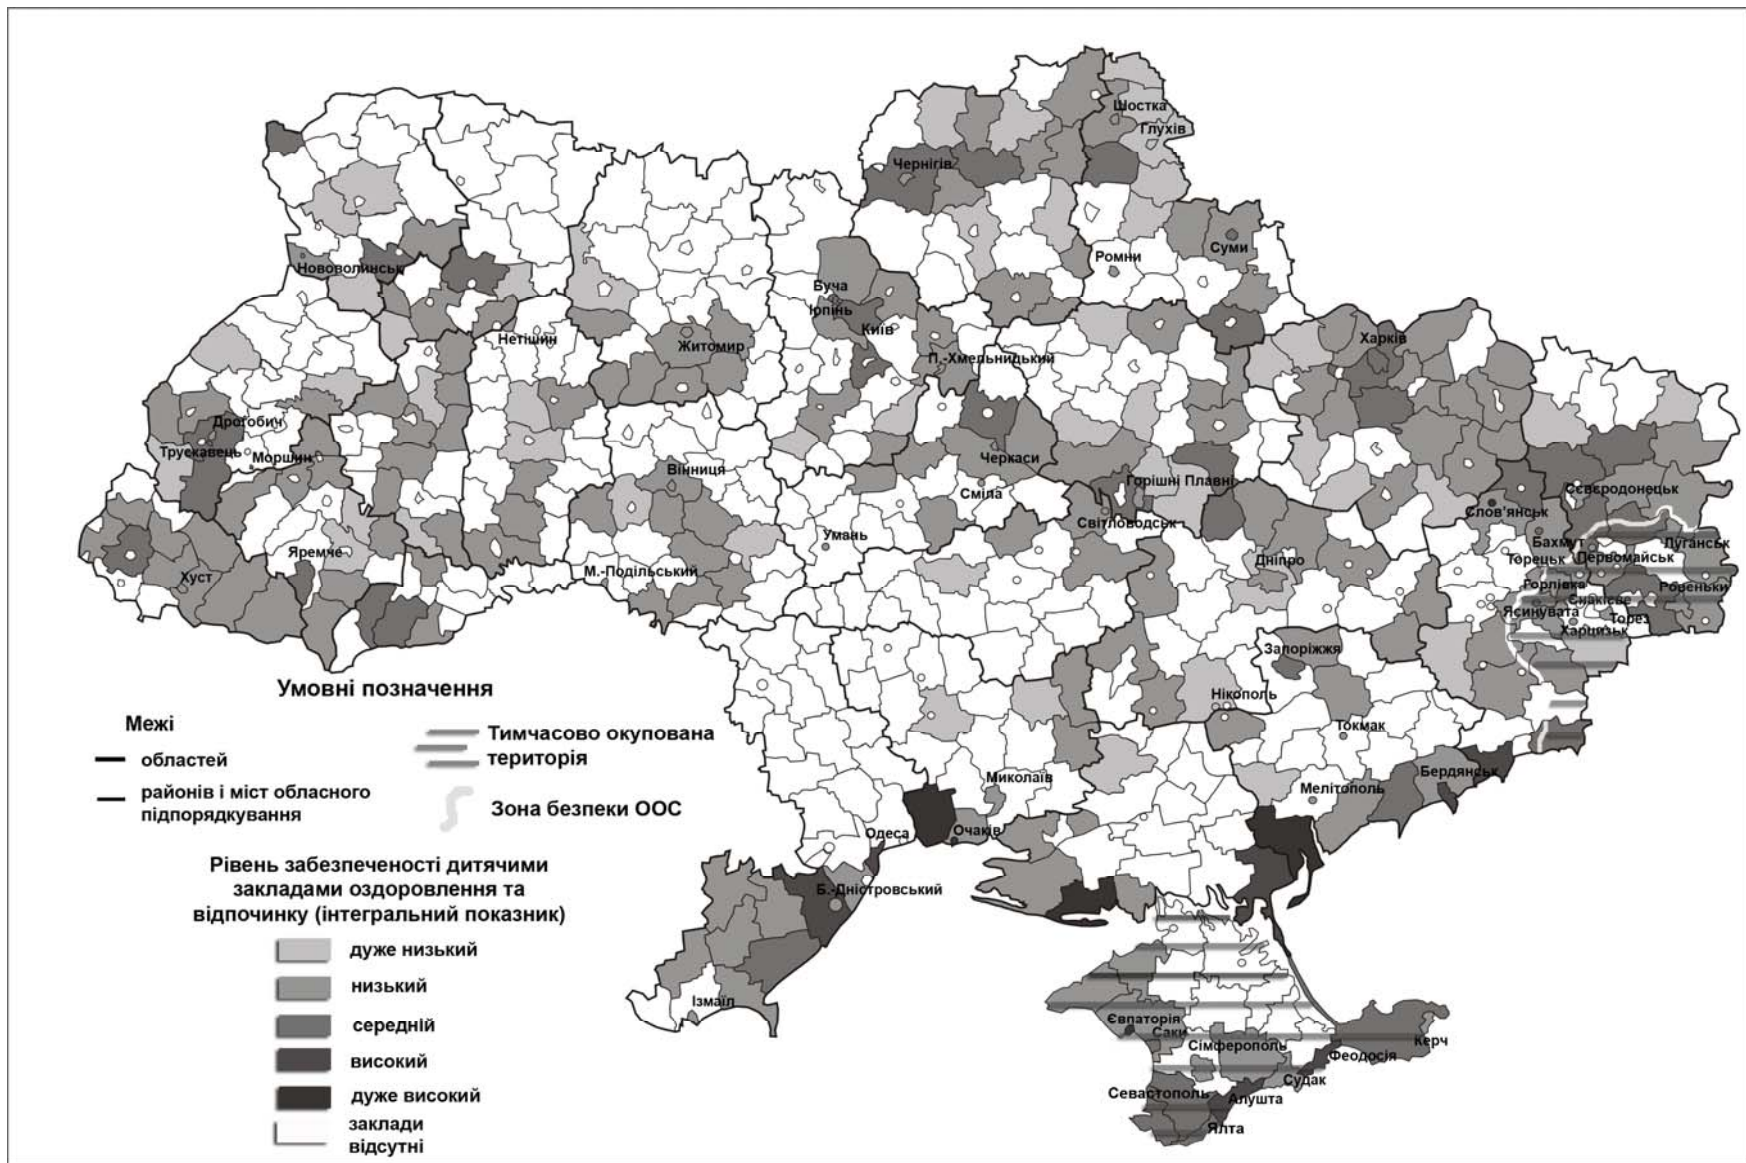 Шостка
Глухів
Чернігів
Суми
Ромни
Нововолинськ
Буча
Ірпінь
Київ
Нетішин
Житомир
Харків
П.-Хмельницький
Дрогобич
Трускавець
Моршин
Черкаси
Вінниця
Горішні Плавні
Сєвєродонецьк
Сміла
Світловодськ
Слов'янськ
Умань
Яремче
Бахмут
Луганськ
Торецьк
Первомайськ
Дніпро
Хуст
М.-Подільський
Горлівка
Ровеньки
Єнакієве
Ясинувата
Торез
Харцизьк
Запоріжжя
Нікополь
Токмак
Бердянськ
Миколаїв
Мелітополь
Одеса
Очаків
Б.-Дністровський
Ізмаїл
Євпаторія
Саки
Сімферополь
Керч
Феодосія
Судак
Севастополь
Алушта
Ялта
Умовні позначення
Межі
областей
районів і міст обласного
підпорядкування
Тимчасово окупована
територія
Зона безпеки ООС
Рівень забезпеченості дитячими
закладами оздоровлення та
відпочинку (інтегральний показник)
дуже низький
низький
середній
високий
дуже високий
заклади
відсутні